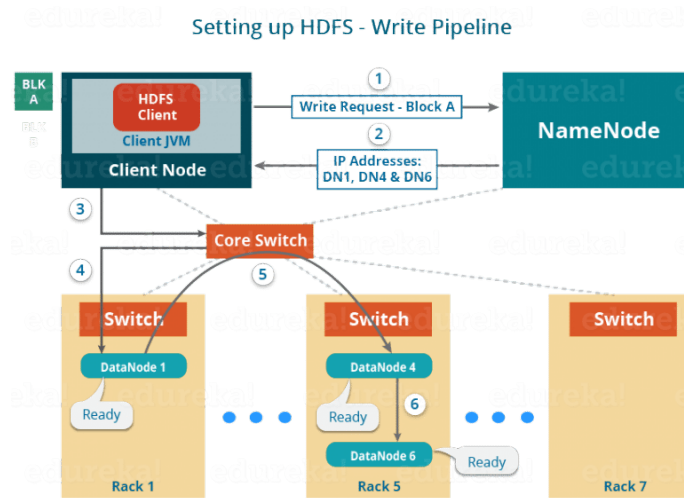 Setting up HDFS - Write Pipeline
BLK
A
HDFS
Client
Client JVM
Client Node
1
Write Request - Block A
2
IP Addresses:
DN1, DN4 & DN6
NameNode
3
Core Switch
4
5
Switch
Switch
Switch
DataNode 1
DataNode 4
Ready
Ready
6
DataNode 6
Ready
Rack 1
Rack 5
Rack 7
edureka!